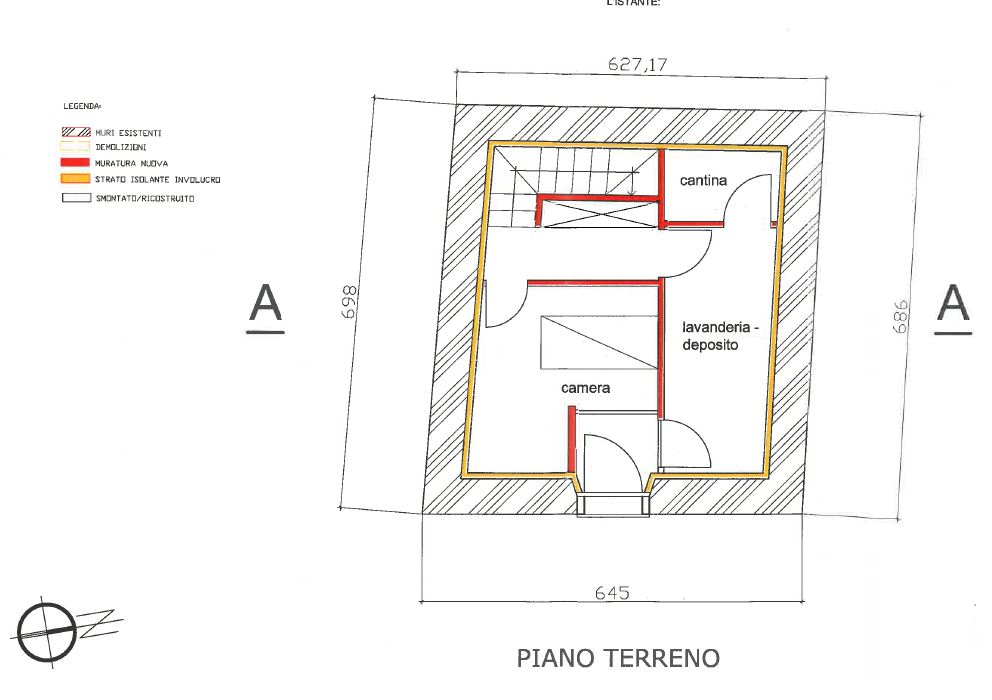 L'ISTANTE:
627,17
LEGENDA:
MURI ESISTENTI
DEMOLIZIONI
MURATURA NUOVA
STRATO ISOLANTE INVOLUCRO
SMONTATO/RICOSTRUITO
cantina
A
698
lavanderia -
deposito
686
A
camera
645
N
PIANO TERRENO